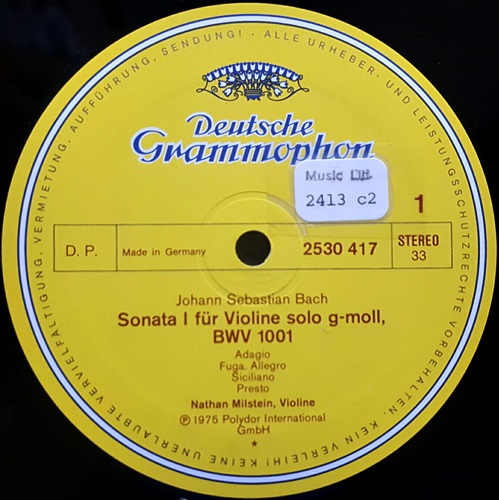 KEIN VERLEIH! KEINE UNERLAUBTE VERVIELFÄLTIGUNG, VERMIETUNG, AUFFÜHRUNG, SENDUNG! · ALLE URHEBER- UND LEISTUNGSSCHUTZRECHTE VORBEHALTEN.
Deutsche
Grammophon
Music LIB.
2413 c2
1
D. P.
Made in Germany
2530 417
STEREO
33
Johann Sebastian Bach
Sonata I für Violine solo g-moll,
BWV 1001
Adagio
Fuga. Allegro
Siciliano
Presto
Nathan Milstein, Violine
℗ 1975 Polydor International
GmbH
*